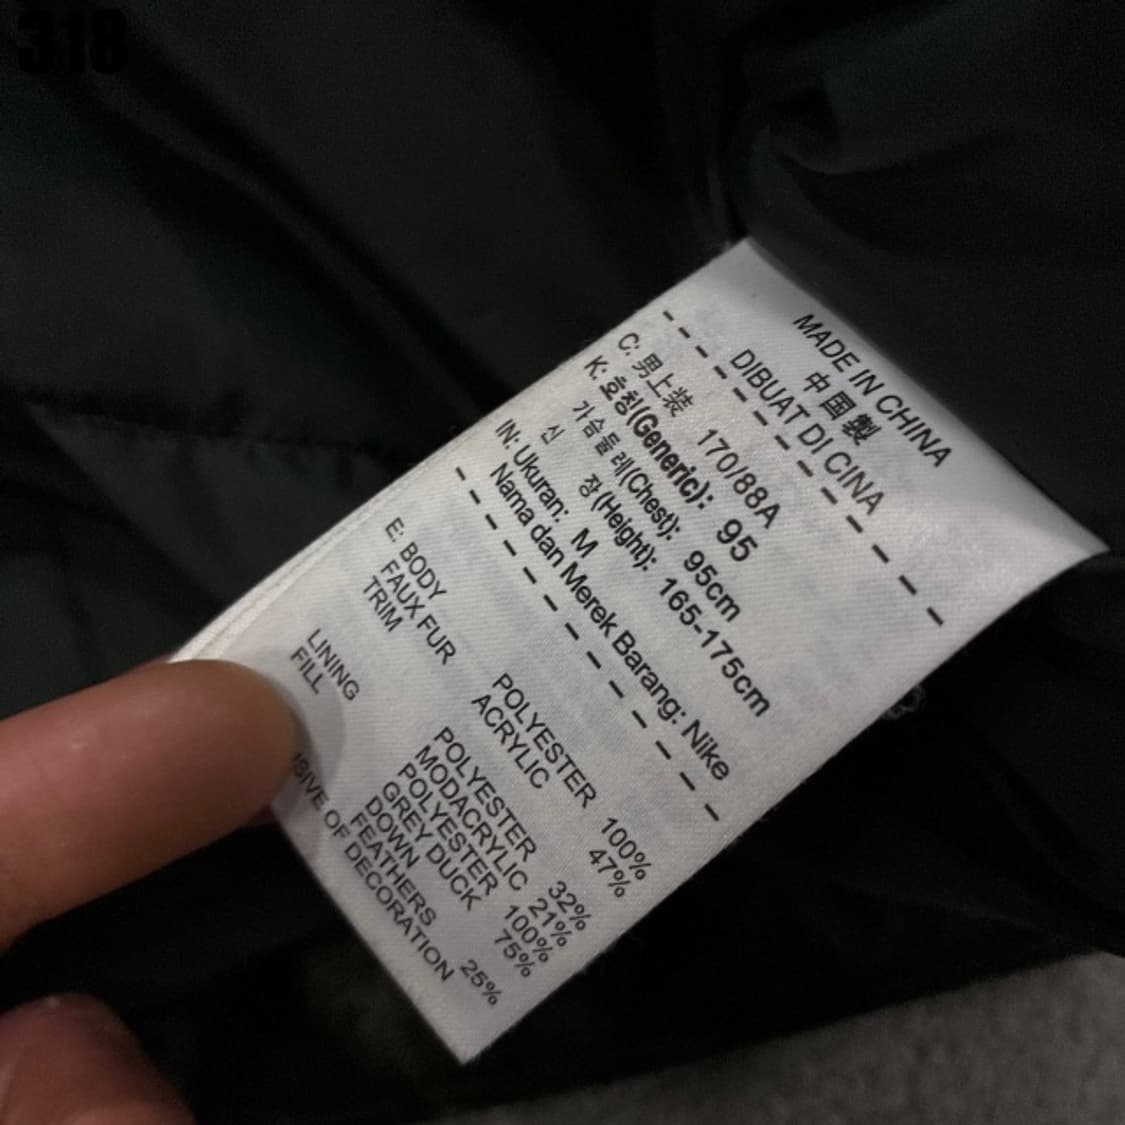 318
MADE IN CHINA
中国製
DIBUAT DI CINA
C: 男上裝 170/88A
K: 호칭(Generic): 95
가슴둘레(Chest): 95cm
신 장(Height): 165-175cm
IN: Ukuran: M
Nama dan Merek Barang: Nike
E: BODY POLYESTER 100%
FAUX FUR ACRYLIC 47%
TRIM
POLYESTER 32%
MODACRYLIC 21%
LINING POLYESTER 100%
FILL GREY DUCK 75%
DOWN
FEATHERS 25%
OF DECORATION